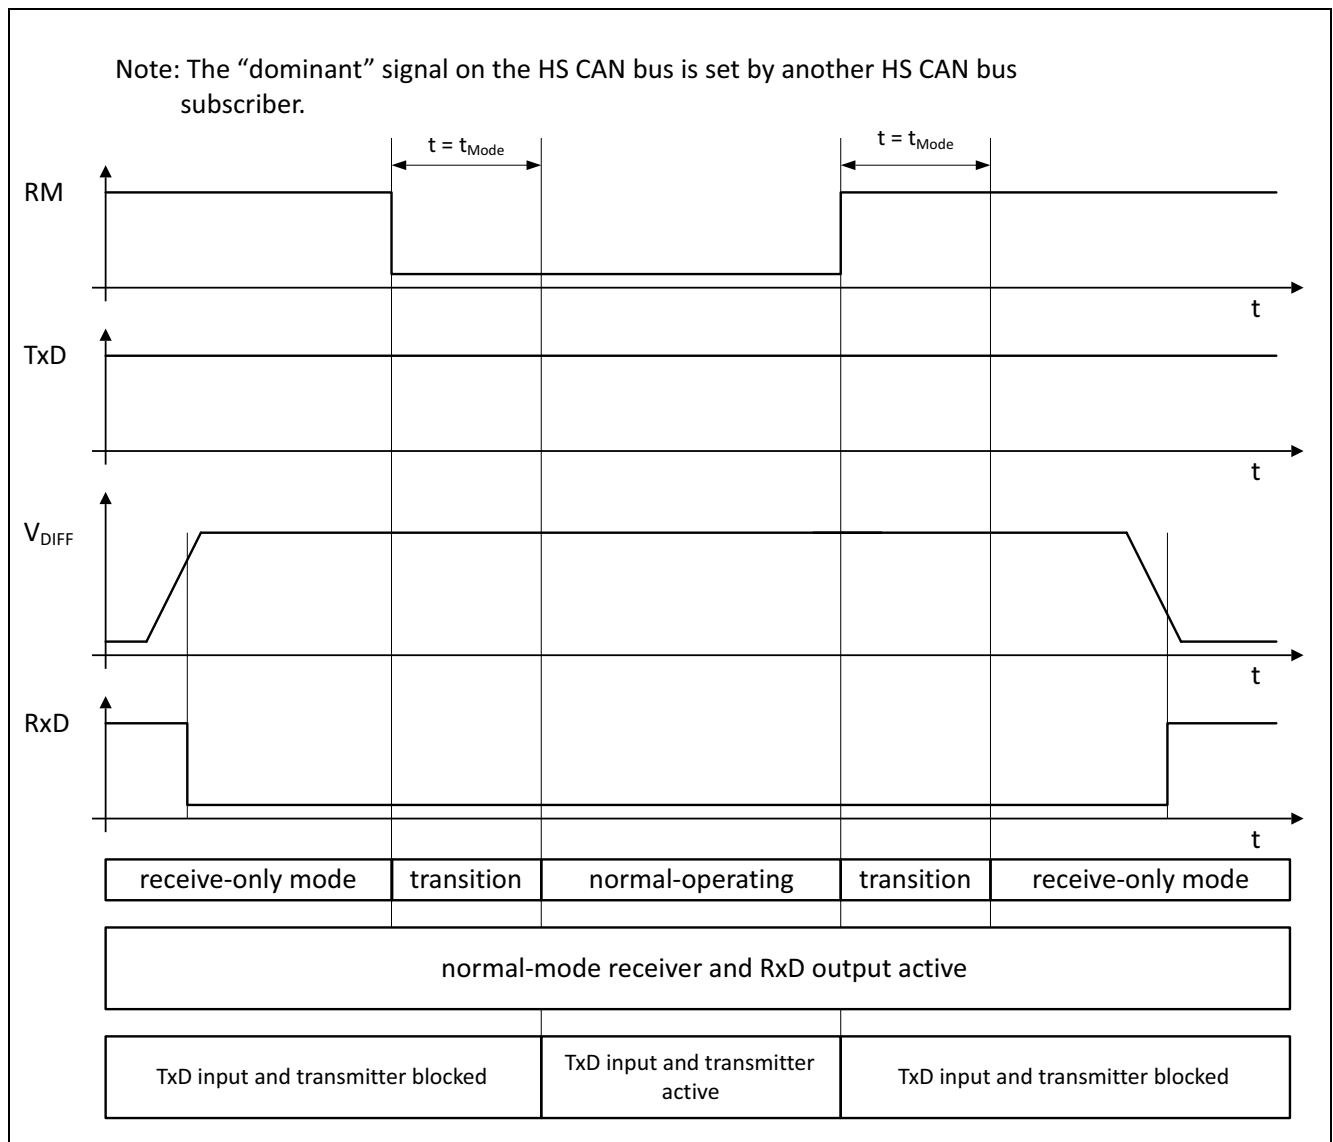 Note: The “dominant” signal on the HS CAN bus is set by another HS CAN bus
subscriber.
t = tMode
t = tMode
RM
t
TxD
t
VDIFF
t
RxD
t
receive-only mode
transition
normal-operating
transition
receive-only mode
normal-mode receiver and RxD output active
TxD input and transmitter blocked
TxD input and transmitter
active
TxD input and transmitter blocked